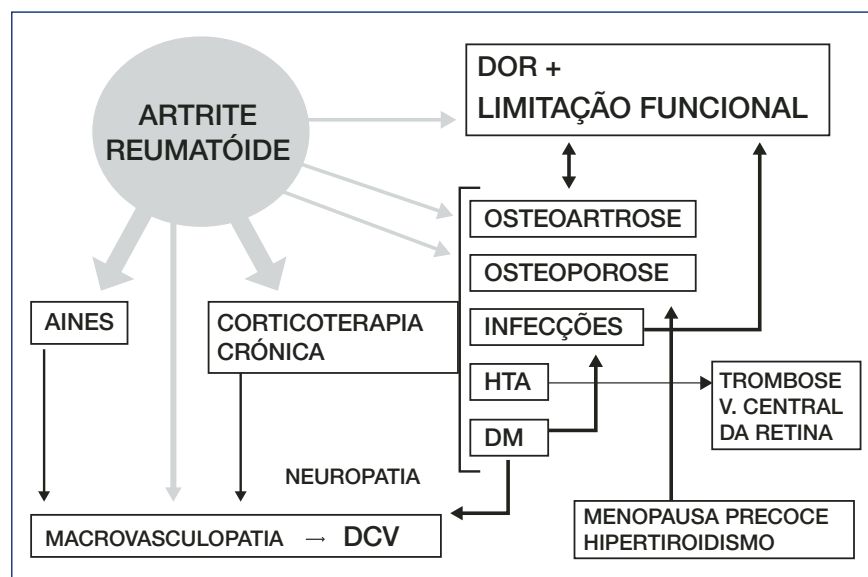 DOR +
LIMITAÇÃO FUNCIONAL
ARTRITE
REUMATÓIDE
OSTEOARTROSE
OSTEOPOROSE
AINES
CORTICOTERAPIA
CRÓNICA
INFECÇÕES
HTA
TROMBOSE
V. CENTRAL
DA RETINA
DM
NEUROPATIA
MACROVASCULOPATIA → DCV
MENOPAUSA PRECOCE
HIPERTIROIDISMO